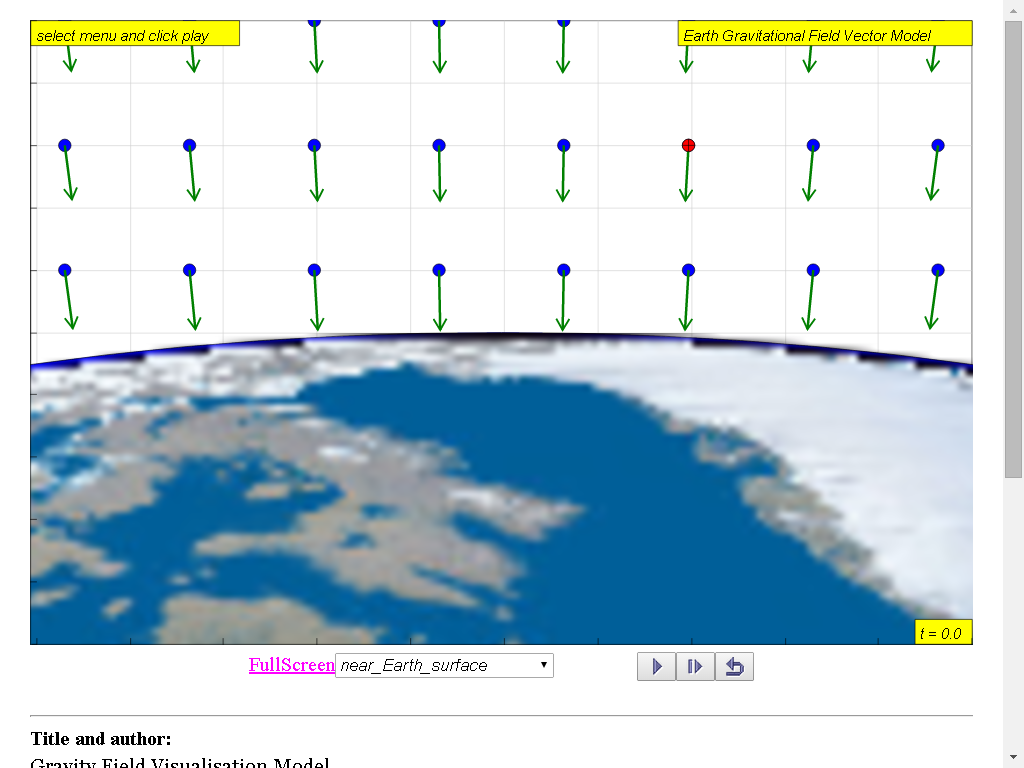 select menu and click play
Earth Gravitational Field Vector Model
t = 0.0
FullScreen near_Earth_surface
Title and author:
Gravity Field Visualisation Model